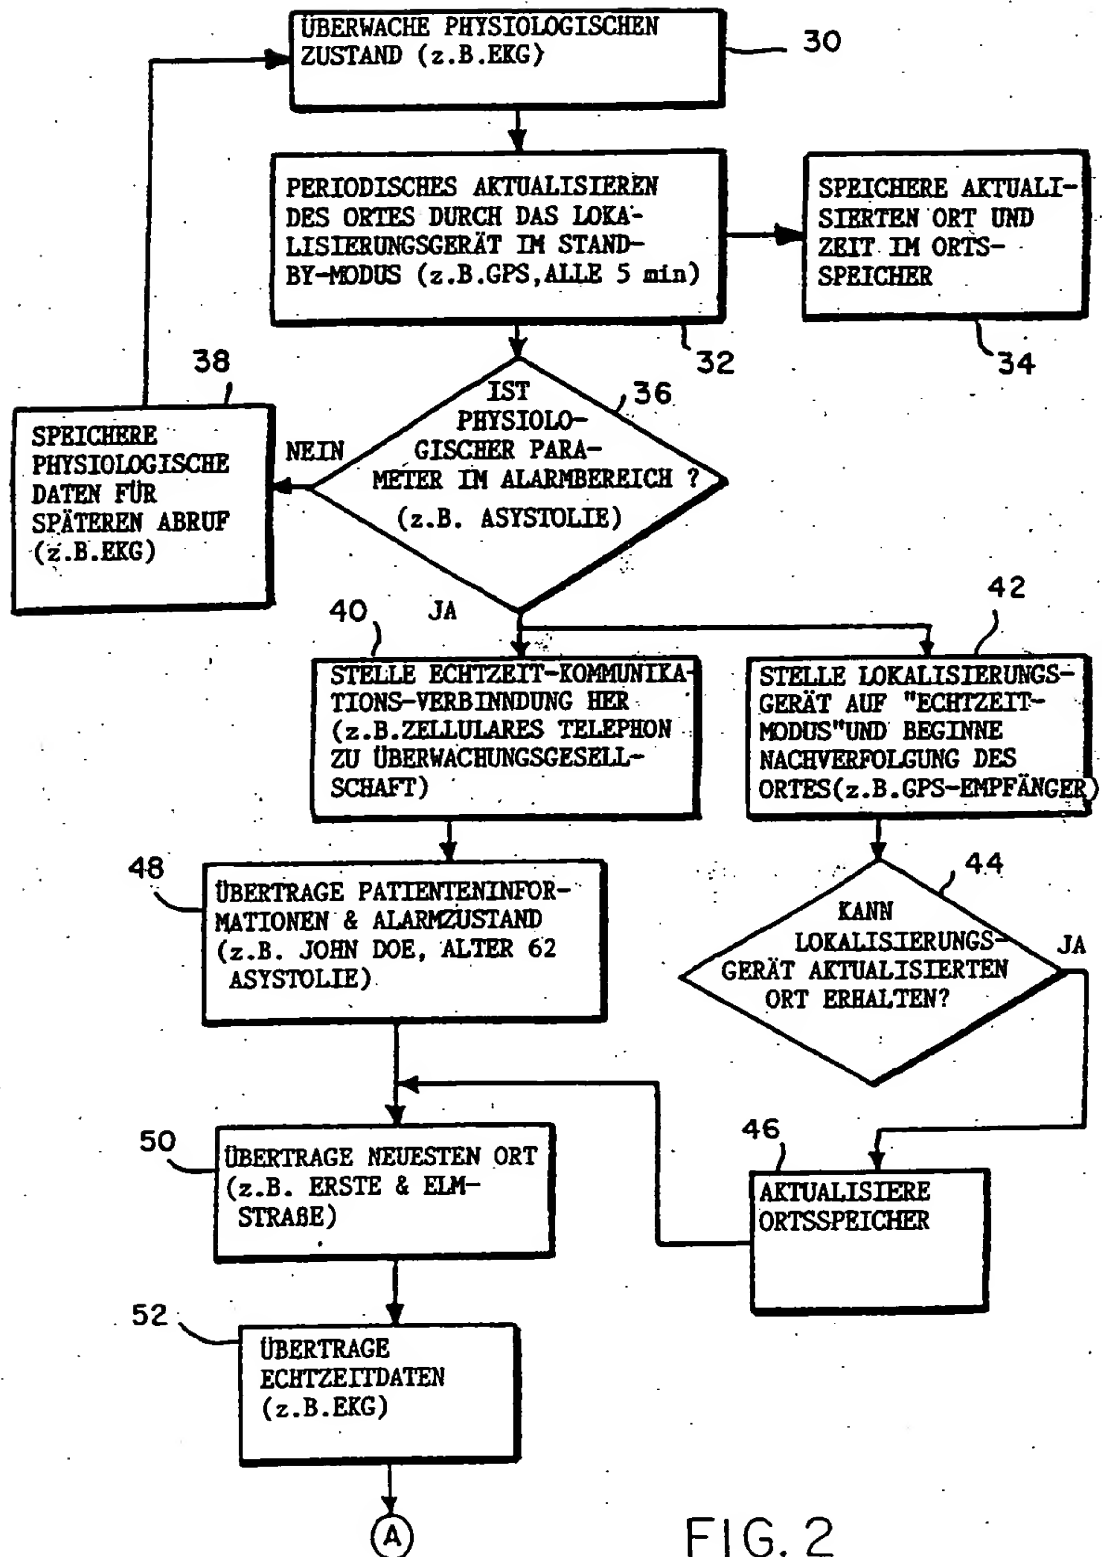 ÜBERWACHE PHYSIOLOGISCHEN
ZUSTAND (z.B.EKG)
30
PERIODISCHES AKTUALISIEREN
DES ORTES DURCH DAS LOKA-
LISIERUNGSGERÄT IM STAND-
BY-MODUS (z.B.GPS,ALLE 5 min)
32
SPEICHERE AKTUALI-
SIERTEN ORT UND
ZEIT IM ORTS-
SPEICHER
34
38
SPEICHERE
PHYSIOLOGISCHE
DATEN FÜR
SPÄTEREN ABRUF
(z.B.EKG)
NEIN
36
IST
PHYSIOLO-
GISCHER PARA-
METER IM ALARMBEREICH ?
(z.B. ASYSTOLIE)
JA
40
STELLE ECHTZEIT-KOMMUNIKA-
TIONS-VERBINNDUNG HER
(z.B.ZELLULARES TELEPHON
ZU ÜBERWACHUNGSGESELL-
SCHAFT)
42
STELLE LOKALISIERUNGS-
GERÄT AUF "ECHTZEIT-
MODUS"UND BEGINNE
NACHVERFOLGUNG DES
ORTES(z.B.GPS-EMPFÄNGER)
48
ÜBERTRAGE PATIENTENINFOR-
MATIONEN & ALARMZUSTAND
(z.B. JOHN DOE, ALTER 62
ASYSTOLIE)
44
KANN
LOKALISIERUNGS-
GERÄT AKTUALISIERTEN
ORT ERHALTEN?
JA
50
ÜBERTRAGE NEUESTEN ORT
(z.B. ERSTE & ELM-
STRAßE)
46
AKTUALISIERE
ORTSSPEICHER
52
ÜBERTRAGE
ECHTZEITDATEN
(z.B.EKG)
A
FIG. 2